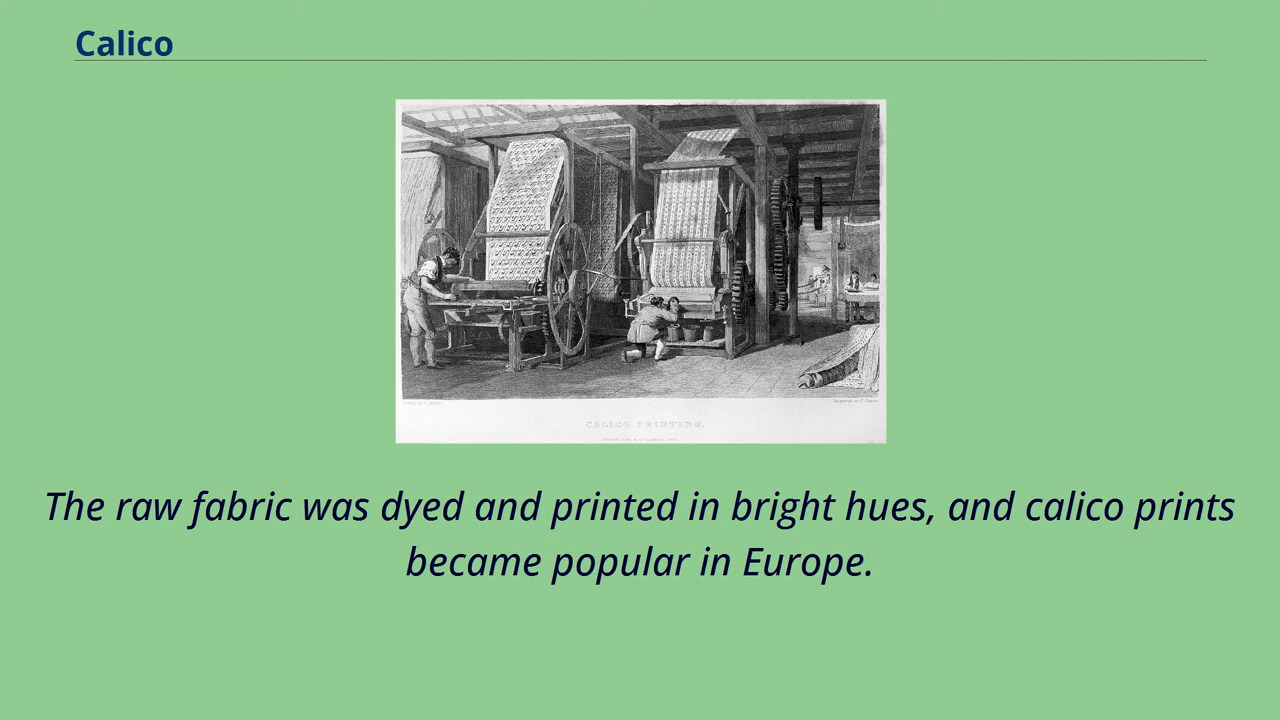 Calico
CALICO PRINTING.
The raw fabric was dyed and printed in bright hues, and calico prints
became popular in Europe.